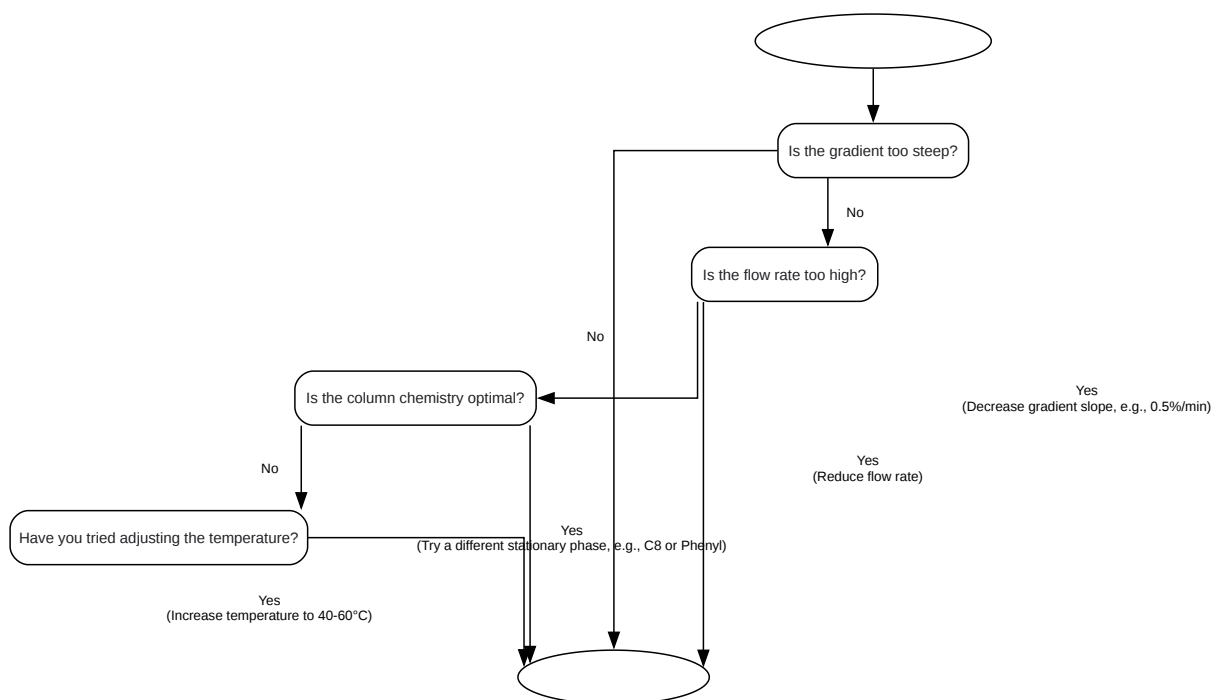 Is the gradient too steep?
No
Is the flow rate too high?
No
Yes
(Decrease gradient slope, e.g., 0.5%/min)
Is the column chemistry optimal?
Yes
(Reduce flow rate)
No
Yes
(Try a different stationary phase, e.g., C8 or Phenyl)
Have you tried adjusting the temperature?
Yes
(Increase temperature to 40-60°C)